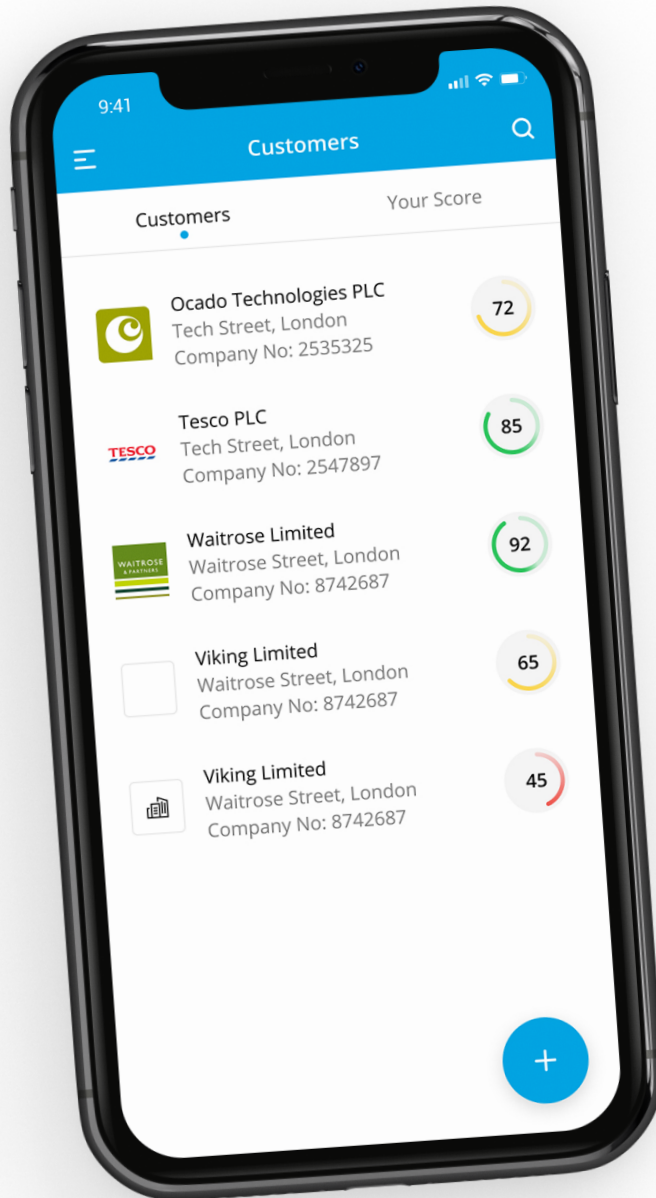 9:41
Customers
Customers
Your Score
Ocado Technologies PLC
Tech Street, London
Company No: 2535325
72
TESCO
Tesco PLC
Tech Street, London
Company No: 2547897
85
WAITROSE
& PARTNERS
Waitrose Limited
Waitrose Street, London
Company No: 8742687
92
Viking Limited
Waitrose Street, London
Company No: 8742687
65
Viking Limited
Waitrose Street, London
Company No: 8742687
45